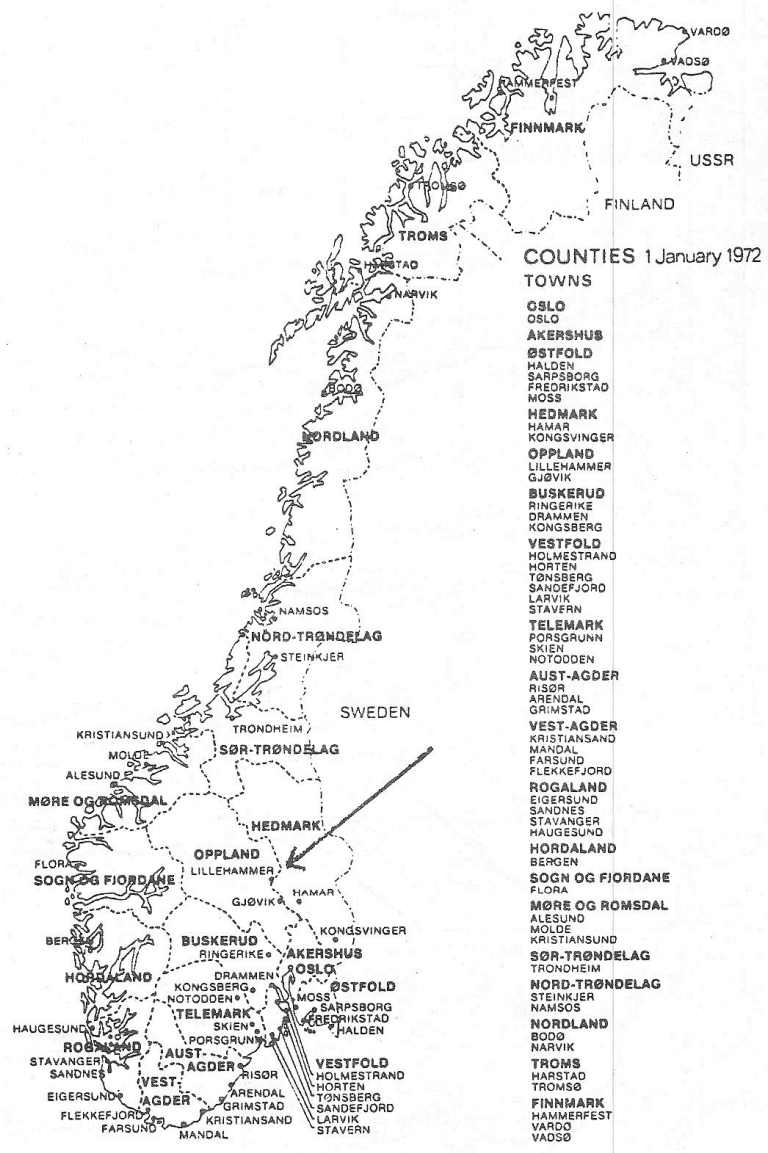 VARDØ
VADSØ
HAMMERFEST
FINNMARK
USSR
FINLAND
TROMSØ
TROMS
HARSTAD
NARVIK
COUNTIES 1 January 1972
TOWNS
OSLO
OSLO
AKERSHUS
ØSTFOLD
HALDEN
SARPSBORG
FREDRIKSTAD
MOSS
HEDMARK
HAMAR
KONGSVINGER
OPPLAND
LILLEHAMMER
GJØVIK
BUSKERUD
RINGERIKE
DRAMMEN
KONGSBERG
VESTFOLD
HOLMESTRAND
HORTEN
TØNSBERG
SANDEFJORD
LARVIK
STAVERN
TELEMARK
PORSGRUNN
SKIEN
NOTODDEN
AUST-AGDER
RISØR
ARENDAL
GRIMSTAD
VEST-AGDER
KRISTIANSAND
MANDAL
FARSUND
FLEKKEFJORD
ROGALAND
EIGERSUND
SANDNES
STAVANGER
HAUGESUND
HORDALAND
BERGEN
SOGN OG FJORDANE
FLORA
MØRE OG ROMSDAL
ALESUND
MOLDE
KRISTIANSUND
SØR-TRØNDELAG
TRONDHEIM
NORD-TRØNDELAG
STEINKJER
NAMSOS
NORDLAND
BODØ
NARVIK
TROMS
HARSTAD
TROMSØ
FINNMARK
HAMMERFEST
VARDØ
VADSØ
BODØ
NORDLAND
NAMSOS
NORD-TRØNDELAG
STEINKJER
SWEDEN
TRONDHEIM
KRISTIANSUND
SØR-TRØNDELAG
MOLDE
ALESUND
MØRE OG ROMSDAL
HEDMARK
OPPLAND
LILLEHAMMER
FLORA
SOGN OG FJORDANE
HAMAR
GJØVIK
KONGSVINGER
BERGEN
BUSKERUD
RINGERIKE
AKERSHUS
OSLO
HORDALAND
DRAMMEN
KONGSBERG
NOTODDEN
ØSTFOLD
MOSS
SARPSBORG
FREDRIKSTAD
HALDEN
TELEMARK
SKIEN
PORSGRUNN
HAUGESUND
ROGALAND
STAVANGER
SANDNES
AUST-
AGDER
VEST-
AGDER
RISØR
ARENDAL
GRIMSTAD
KRISTIANSAND
EIGERSUND
FLEKKEFJORD
FARSUND
MANDAL
VESTFOLD
HOLMESTRAND
HORTEN
TØNSBERG
SANDEFJORD
LARVIK
STAVERN